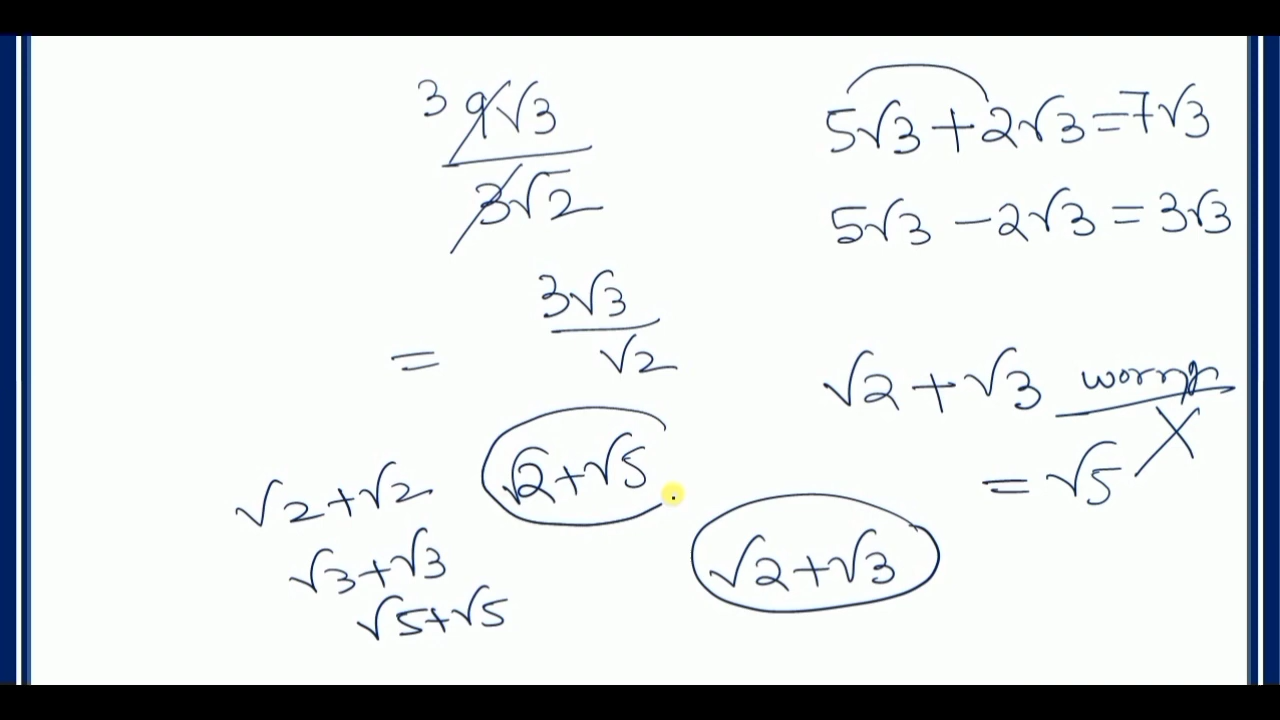 3 9√3
3√2
= 3√3
√2
5√3 + 2√3 = 7√3
5√3 - 2√3 = 3√3
√2 + √3 worng
= √5 X
√2+√2
√3+√3
√5+√5
√2+√5
√2+√3